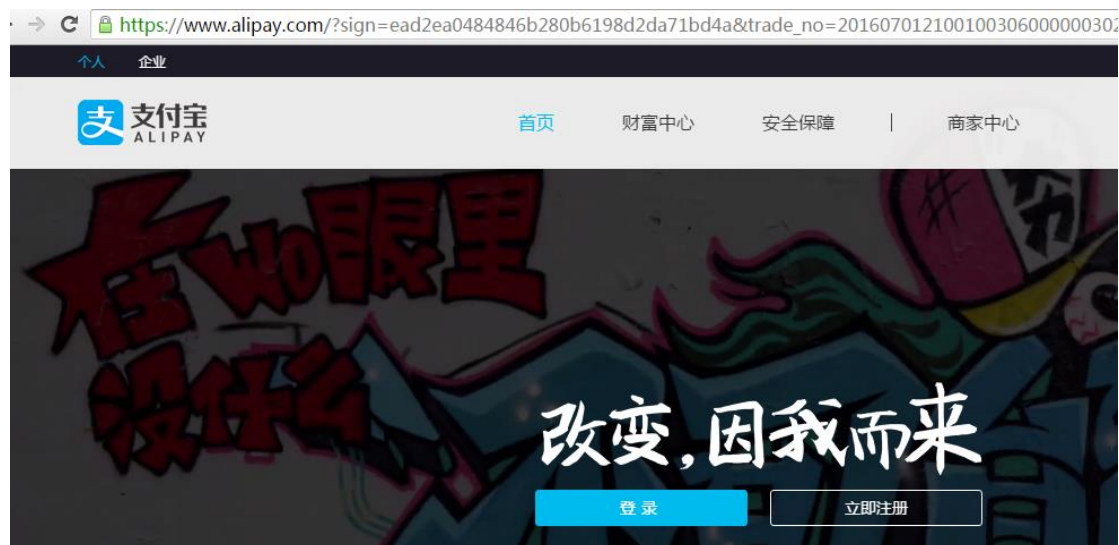 https://www.alipay.com/?sign=ead2ea0484846b280b6198d2da71bd4a&trade_no=201607012100100306000000302
个人 企业
支付宝 首页 财富中心 安全保障 | 商家中心
ALIPAY
在WO眼里
没什么
改变,因我而来
登录 立即注册